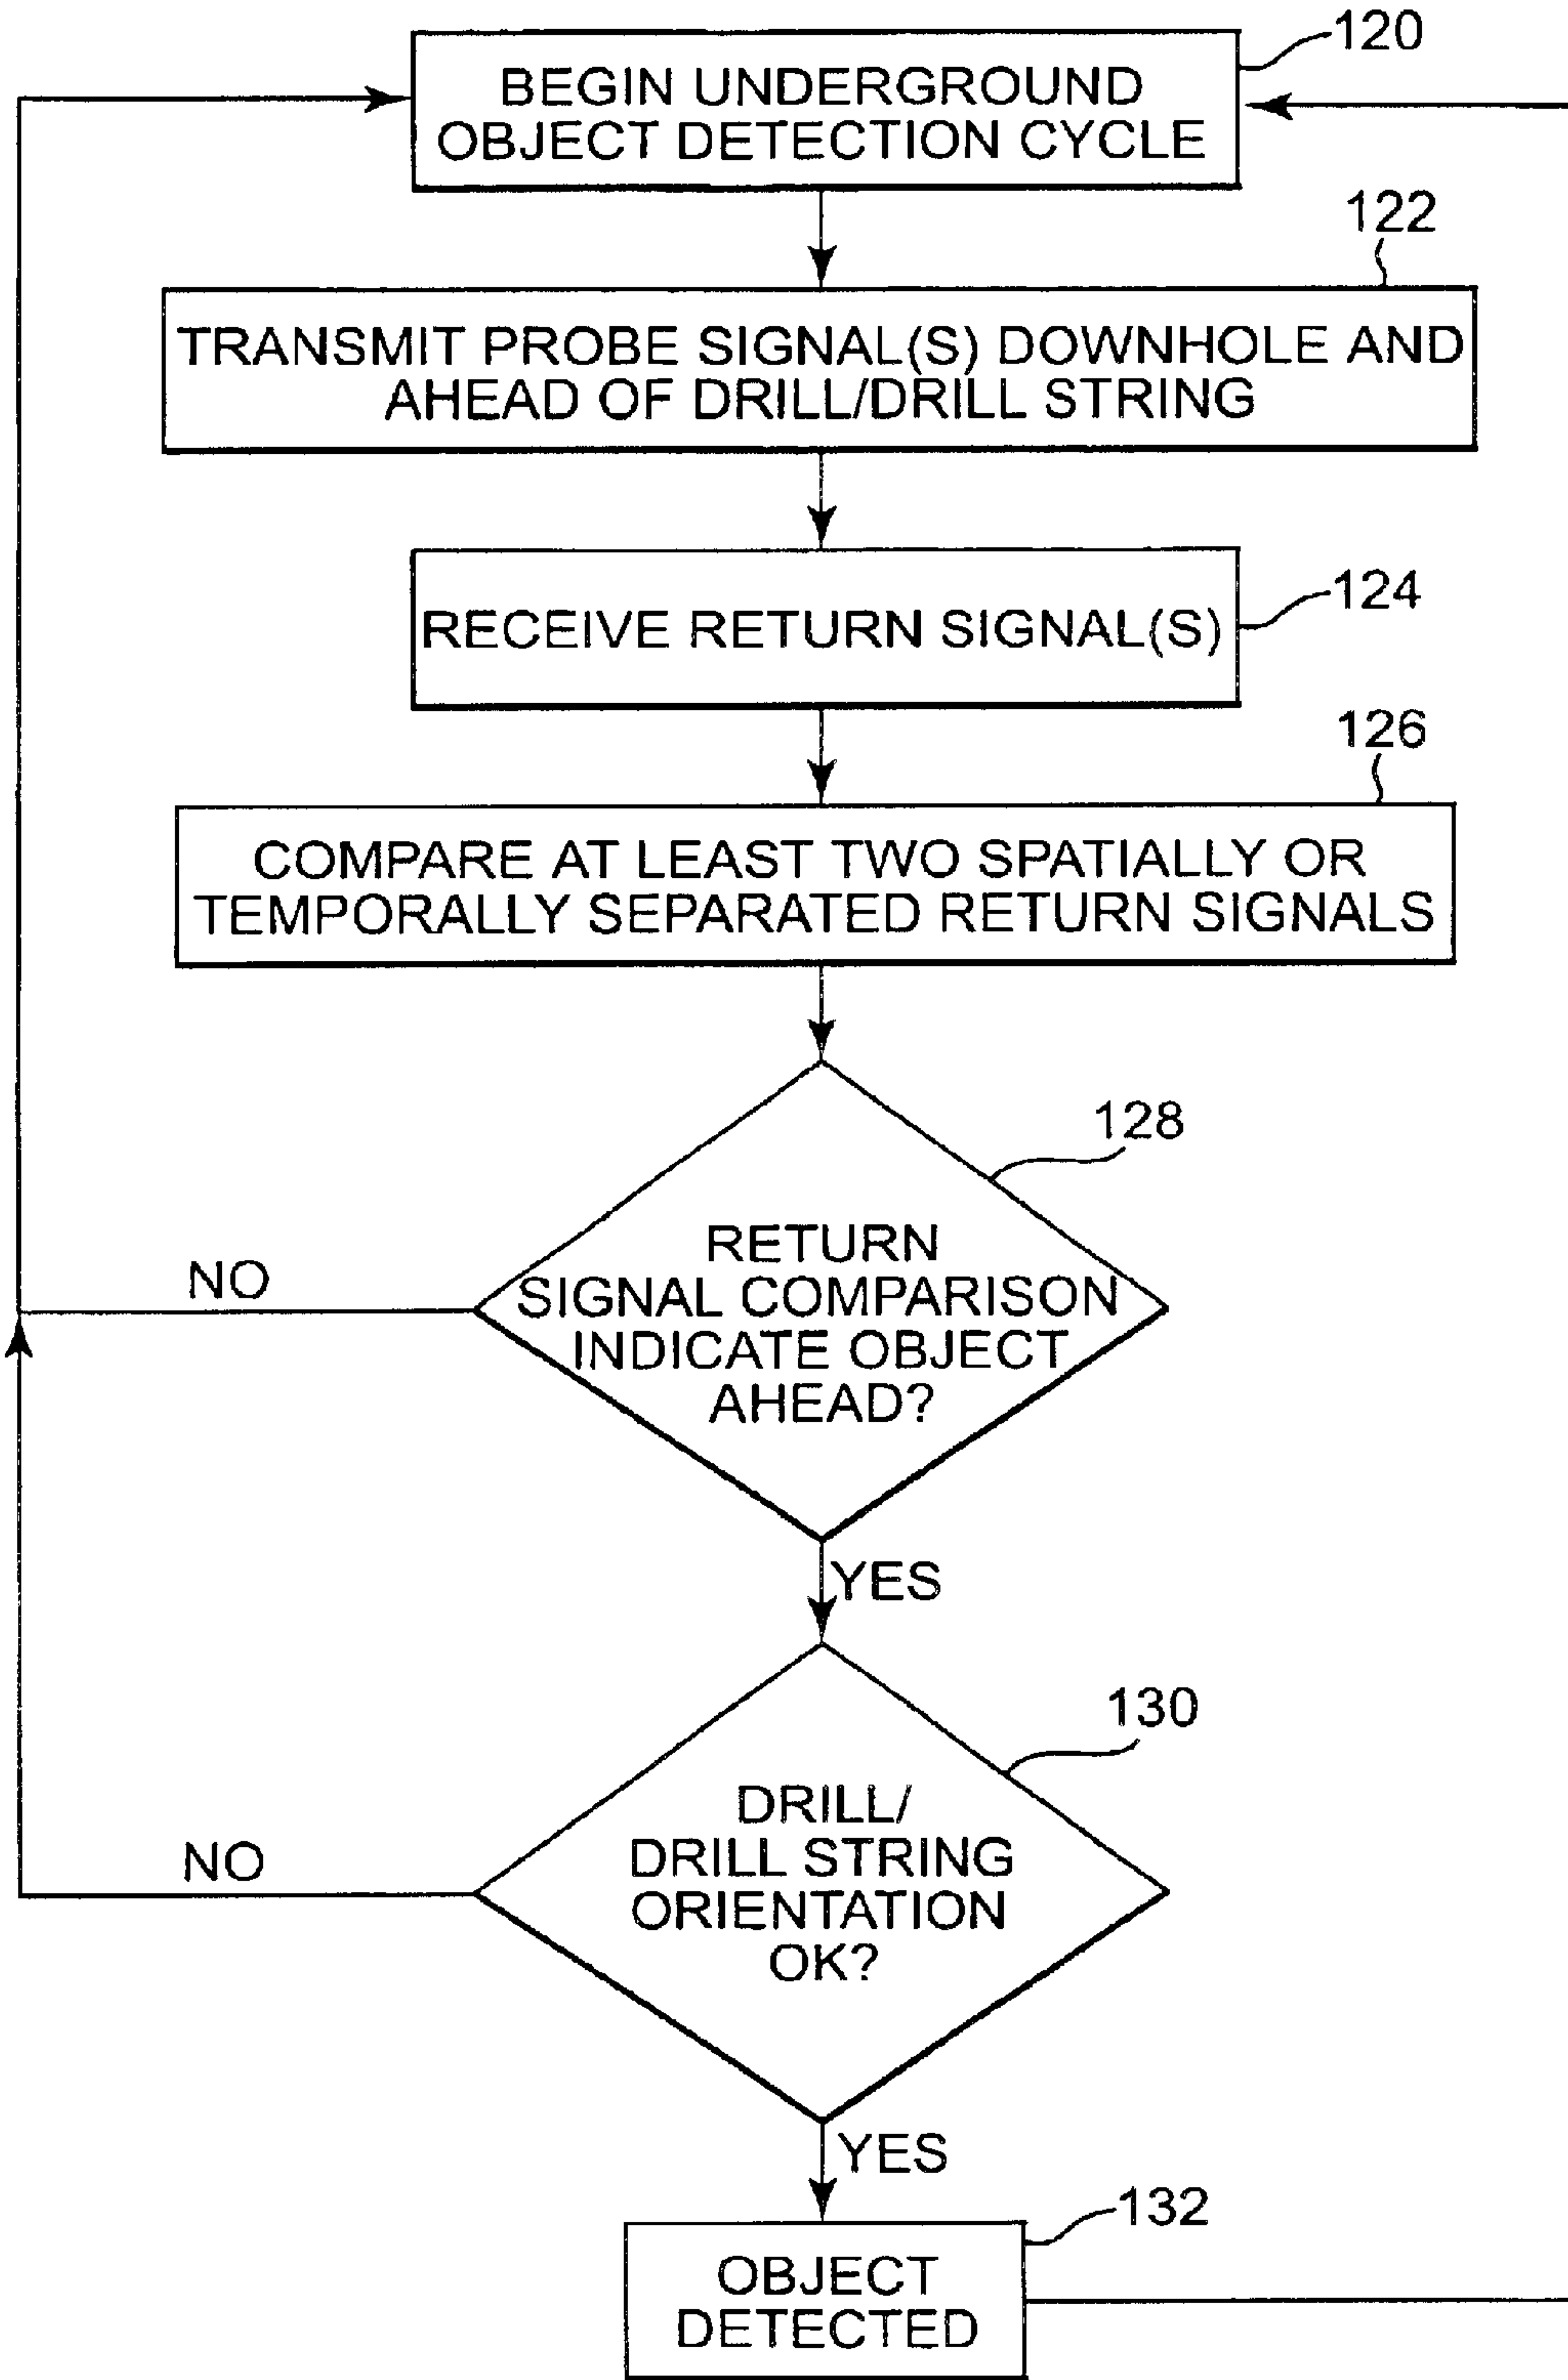 120
BEGIN UNDERGROUND
OBJECT DETECTION CYCLE
122
TRANSMIT PROBE SIGNAL(S) DOWNHOLE AND
AHEAD OF DRILL/DRILL STRING
124
RECEIVE RETURN SIGNAL(S)
126
COMPARE AT LEAST TWO SPATIALLY OR
TEMPORALLY SEPARATED RETURN SIGNALS
128
RETURN
SIGNAL COMPARISON
INDICATE OBJECT
AHEAD?
NO
YES
130
DRILL/
DRILL STRING
ORIENTATION
OK?
NO
YES
132
OBJECT
DETECTED